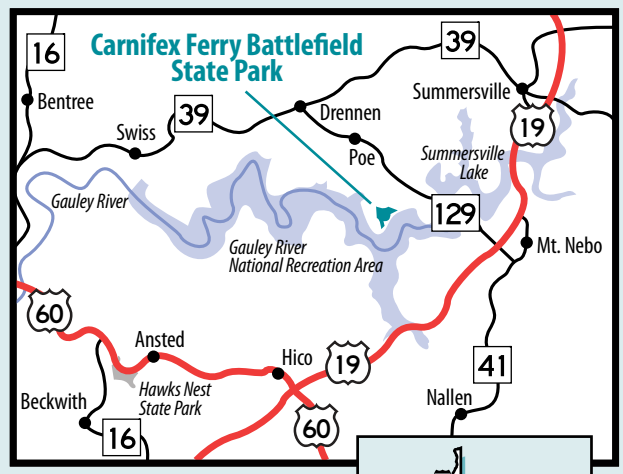 16
Carnifex Ferry Battlefield
State Park
39
Bentree
Summersville
Drennen
39
19
Swiss
Poe
Summersville
Lake
Gauley River
129
Gauley River
National Recreation Area
Mt. Nebo
60
Ansted
Hico
19
41
Hawks Nest
State Park
Beckwith
Nallen
16
60